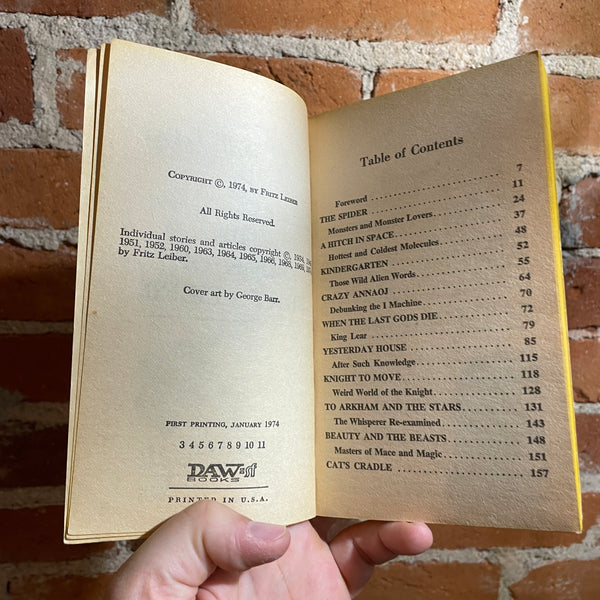 COPYRIGHT ©, 1974, BY FRITZ LEIBER
All Rights Reserved.
Individual stories and articles copyright ©, 1934,
1951, 1952, 1960, 1963, 1964, 1965, 1966, 1968, 1969,
by Fritz Leiber.
Cover art by George Barr.
FIRST PRINTING, JANUARY 1974
3 4 5 6 7 8 9 10 11
DAW sf
BOOKS
PRINTED IN U.S.A.
Table of Contents
Foreword 7
THE SPIDER 11
Monsters and Monster Lovers 24
A HITCH IN SPACE 37
Hottest and Coldest Molecules 48
KINDERGARTEN 52
Those Wild Alien Words 55
CRAZY ANNAOJ 64
Debunking the I Machine 70
WHEN THE LAST GODS DIE 72
King Lear 79
YESTERDAY HOUSE 85
After Such Knowledge 115
KNIGHT TO MOVE 118
Weird World of the Knight 128
TO ARKHAM AND THE STARS 131
The Whisperer Re-examined 143
BEAUTY AND THE BEASTS 148
Masters of Mace and Magic 151
CAT'S CRADLE 157